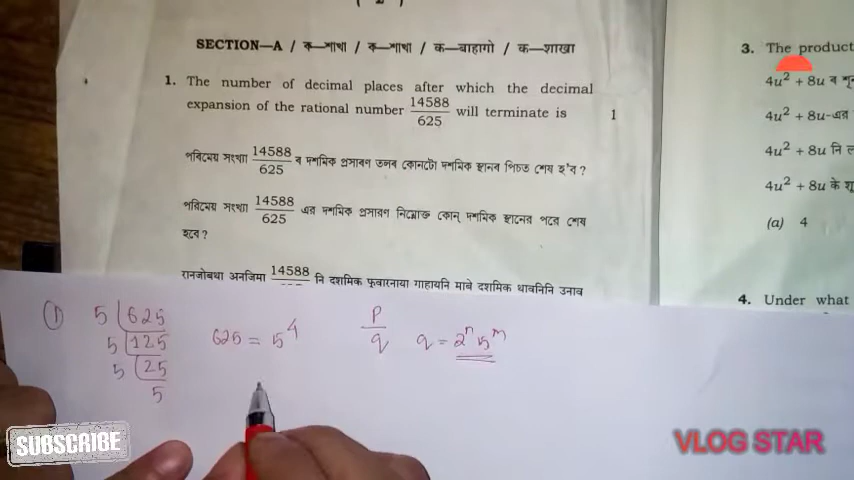 SECTION—A / ক—শাখা / ক—শাখা / क—बाहागो / क—शाखा
1. The number of decimal places after which the decimal
expansion of the rational number 14588/625 will terminate is 1
পৰিমেয় সংখ্যা 14588/625 ৰ দশমিক প্ৰসাৰণ তলৰ কোনটো দশমিক স্থানৰ পিচত শেষ হ'ব ?
পরিমেয় সংখ্যা 14588/625 এর দশমিক প্রসারণ নিম্নোক্ত কোন্ দশমিক স্থানের পরে শেষ
হবে ?
रानजोबथा अनजिमा 14588 नि दशमिक फुवारनाया गाहायनि माबे दशमिक थावनिनि उनाव
3. The product
4u² + 8u ৰ
4u² + 8u-এর
4u² + 8u नि
4u² + 8u के
(a) 4
4. Under what
1 5 625
5 125
5 25
5
625 = 5⁴
p/q q = 2ⁿ 5ᵐ
SUBSCRIBE
VLOG STAR